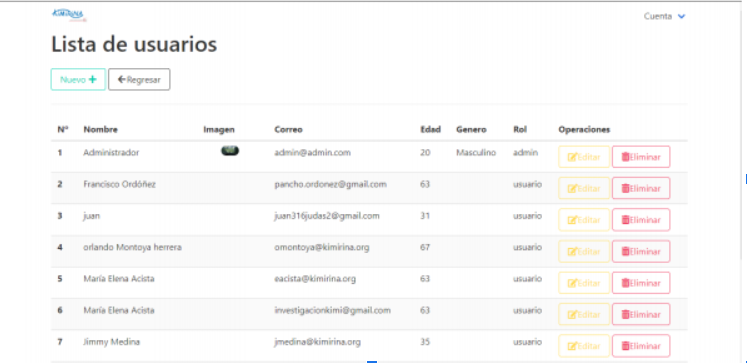 Kimirina
Cuenta
Lista de usuarios
Nuevo + ←Regresar
Nº Nombre Imagen Correo Edad Genero Rol Operaciones
1 Administrador admin@admin.com 20 Masculino admin Editar Eliminar
2 Francisco Ordóñez pancho.ordonez@gmail.com 63 usuario Editar Eliminar
3 juan juan316judas2@gmail.com 31 usuario Editar Eliminar
4 orlando Montoya herrera omontoya@kimirina.org 67 usuario Editar Eliminar
5 María Elena Acista eacista@kimirina.org 63 usuario Editar Eliminar
6 María Elena Acista investigacionkimi@gmail.com 63 usuario Editar Eliminar
7 Jimmy Medina jmedina@kimirina.org 35 usuario Editar Eliminar